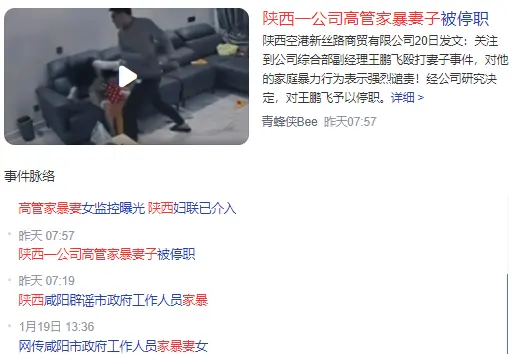 陕西一公司高管家暴妻子被停职
陕西空港新丝路商贸有限公司20日发文：关注
到公司综合部副经理王鹏飞殴打妻子事件，对他
的家庭暴力行为表示强烈谴责！经公司研究决
定，对王鹏飞予以停职。详细 >
青蜂侠Bee 昨天07:57
事件脉络
高管家暴妻女监控曝光 陕西妇联已介入
昨天 07:57
陕西一公司高管家暴妻子被停职
昨天 07:19
陕西咸阳辟谣市政府工作人员家暴
1月19日 13:36
网传咸阳市政府工作人员家暴妻女